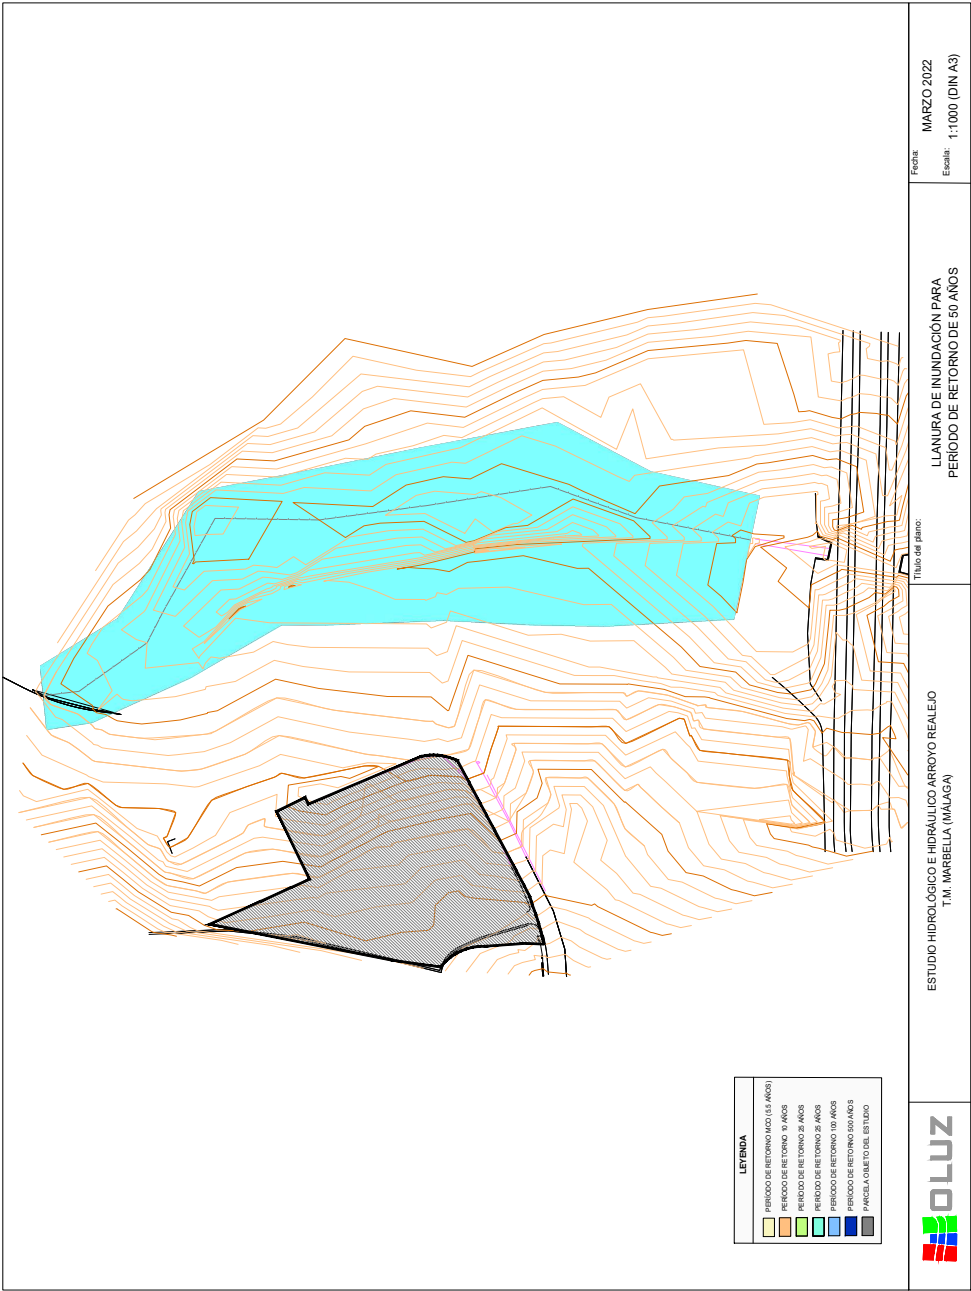 LEYENDA
PERÍODO DE RETORNO MCO (5.5 AÑOS)
PERÍODO DE RETORNO 10 AÑOS
PERÍODO DE RETORNO 25 AÑOS
PERÍODO DE RETORNO 25 AÑOS
PERÍODO DE RETORNO 100 AÑOS
PERÍODO DE RETORNO 500 AÑOS
PARCELA OBJETO DEL ESTUDIO
OLUZ
ESTUDIO HIDROLÓGICO E HIDRÁULICO ARROYO REALEJO
T.M. MARBELLA (MÁLAGA)
Título del plano:
LLANURA DE INUNDACIÓN PARA
PERÍODO DE RETORNO DE 50 AÑOS
Fecha:
MARZO 2022
Escala:
1:1000 (DIN A3)